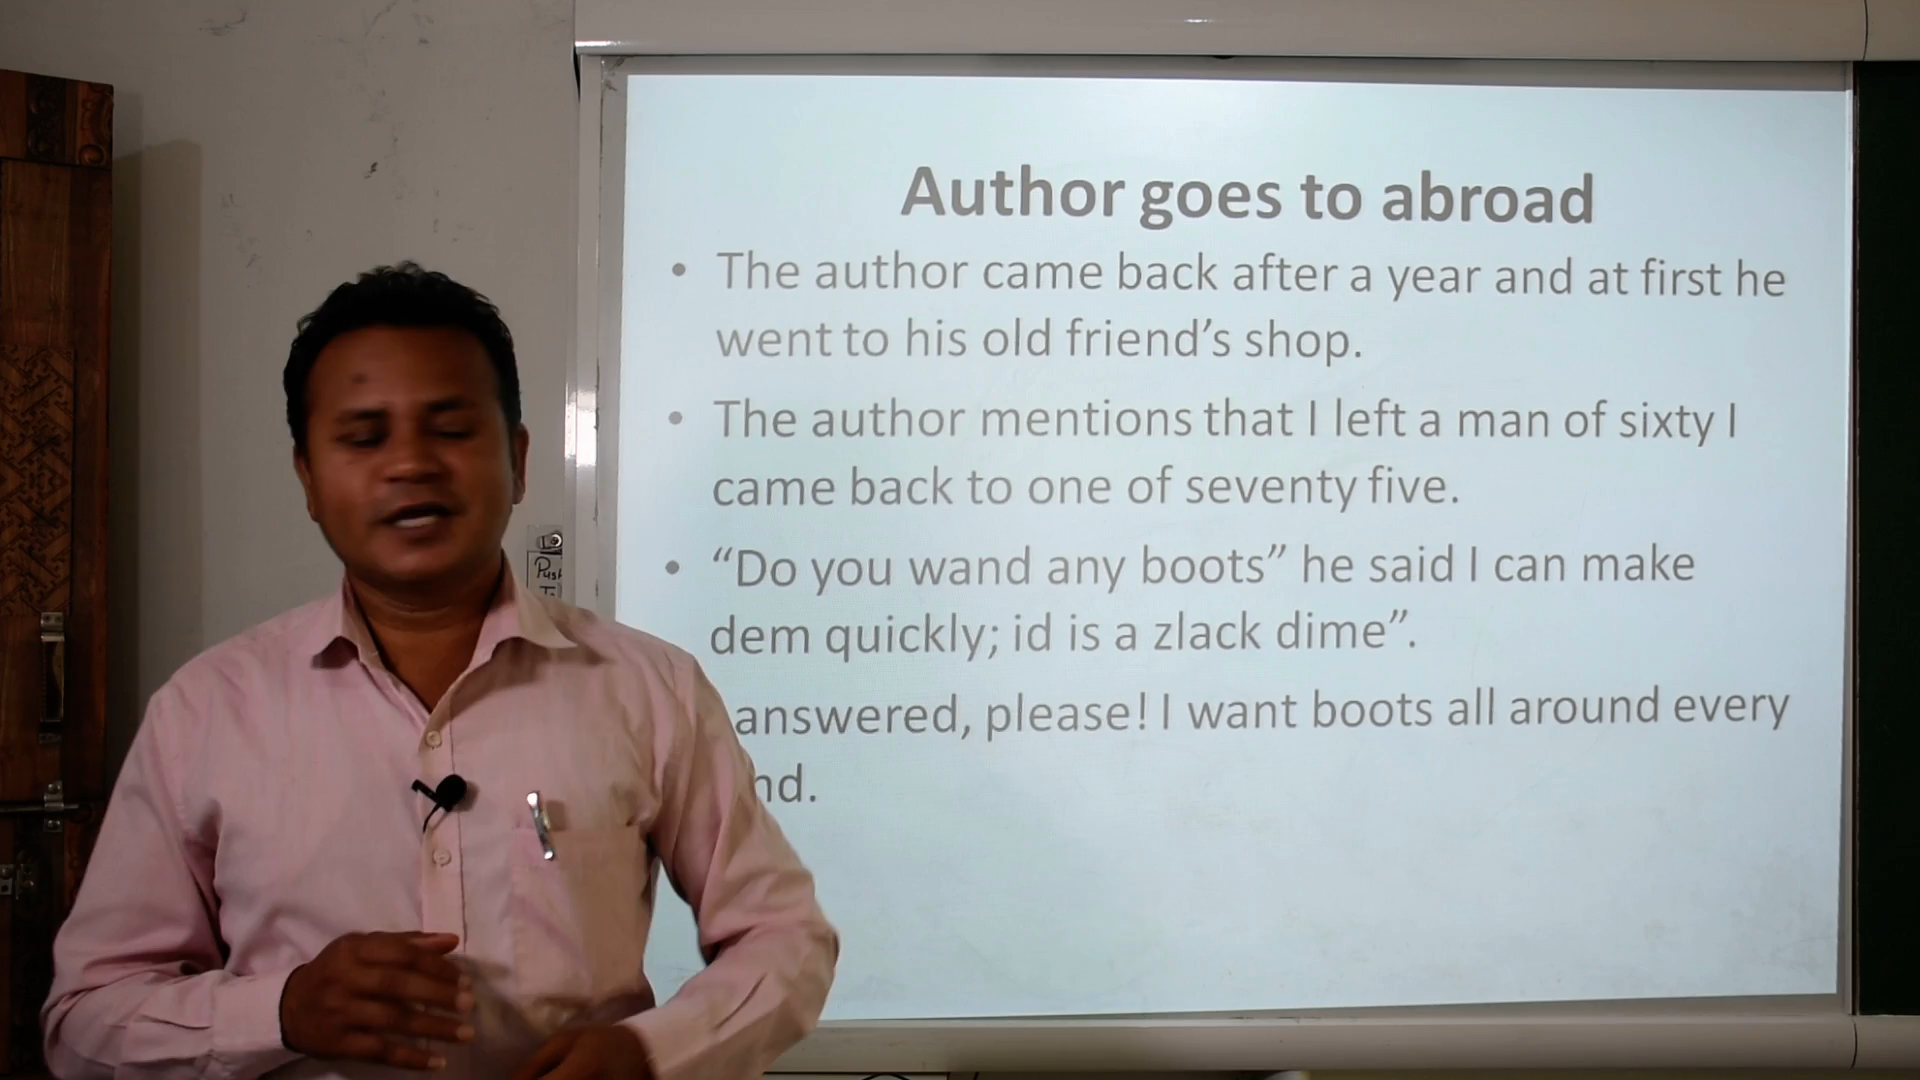 Author goes to abroad
• The author came back after a year and at first he
went to his old friend’s shop.
• The author mentions that I left a man of sixty I
came back to one of seventy five.
• “Do you wand any boots” he said I can make
dem quickly; id is a zlack dime”.
answered, please! I want boots all around every